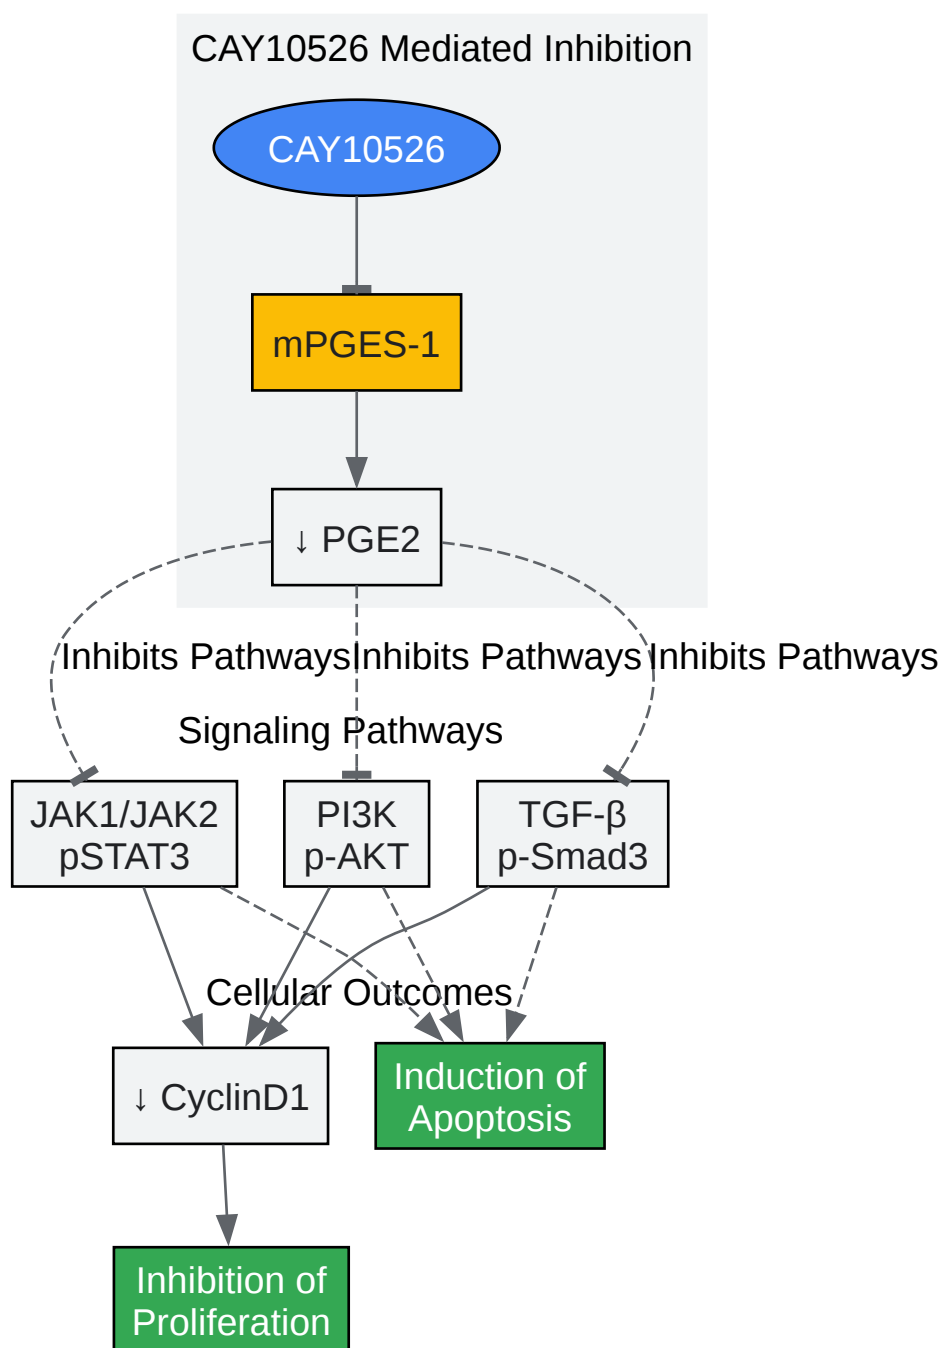 CAY10526 Mediated Inhibition
CAY10526
mPGES-1
↓ PGE2
Inhibits Pathways
Inhibits Pathways
Inhibits Pathways
Signaling Pathways
JAK1/JAK2
pSTAT3
PI3K
p-AKT
TGF-β
p-Smad3
Cellular Outcomes
↓ CyclinD1
Induction of
Apoptosis
Inhibition of
Proliferation